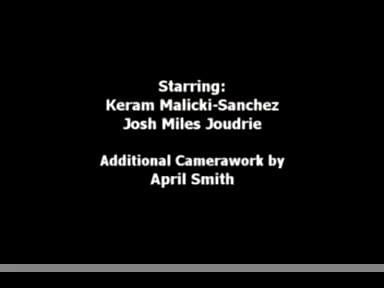 Starring:
Keram Malicki-Sanchez
Josh Miles Joudrie
Additional Camerawork by
April Smith